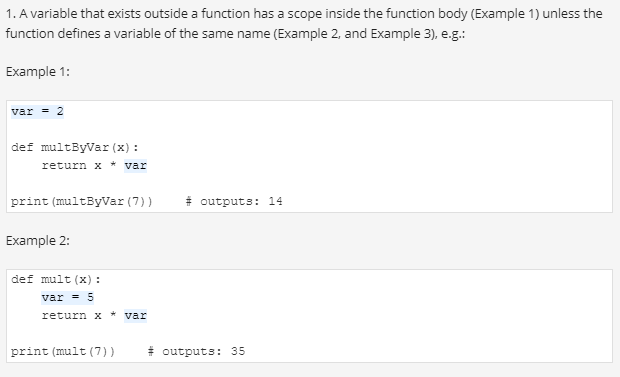 1. A variable that exists outside a function has a scope inside the function body (Example 1) unless the
function defines a variable of the same name (Example 2, and Example 3), e.g.:
Example 1:
var = 2
def multByVar(x):
    return x * var
print(multByVar(7))    # outputs: 14
Example 2:
def mult(x):
    var = 5
    return x * var
print(mult(7))    # outputs: 35